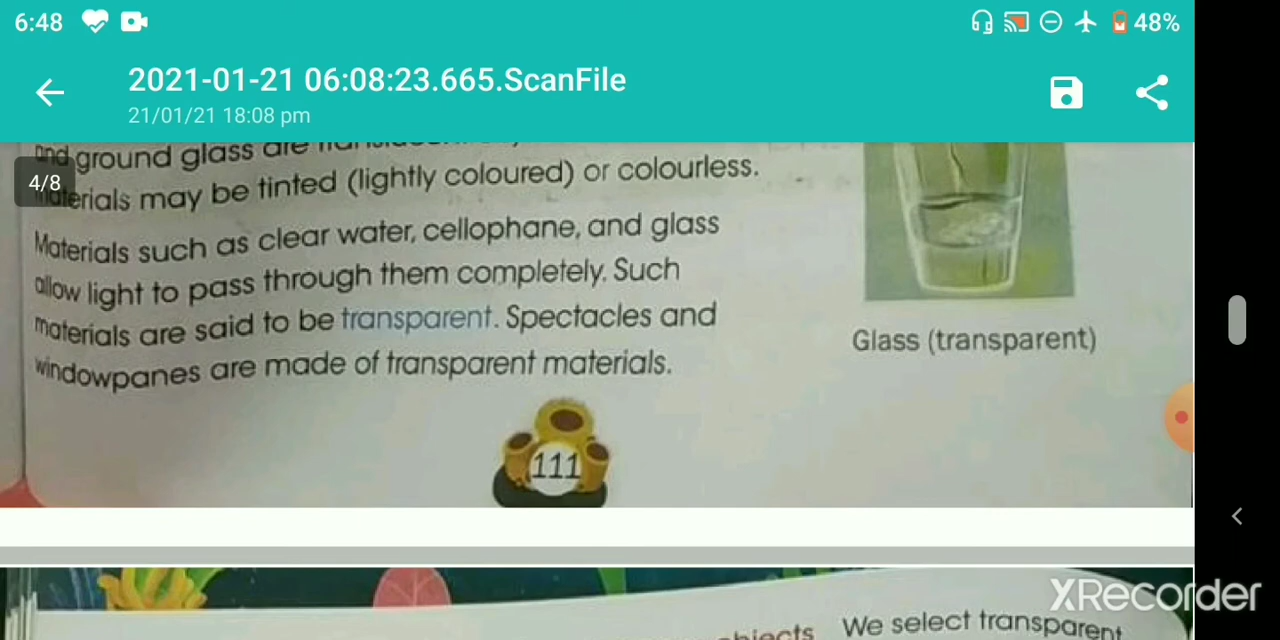 6:48
48%
2021-01-21 06:08:23.665.ScanFile
21/01/21 18:08 pm
4/8
and ground glass are
materials may be tinted (lightly coloured) or colourless.
Materials such as clear water, cellophane, and glass
allow light to pass through them completely. Such
materials are said to be transparent. Spectacles and
windowpanes are made of transparent materials.
Glass (transparent)
111
XRecorder
We select transparent